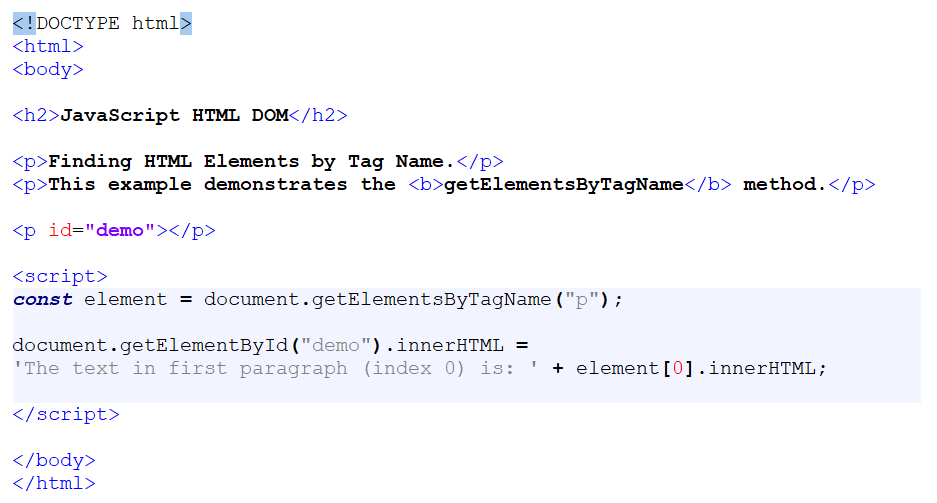 <!DOCTYPE html>
<html>
<body>
<h2>JavaScript HTML DOM</h2>
<p>Finding HTML Elements by Tag Name.</p>
<p>This example demonstrates the <b>getElementsByTagName</b> method.</p>
<p id="demo"></p>
<script>
const element = document.getElementsByTagName("p");
document.getElementById("demo").innerHTML =
'The text in first paragraph (index 0) is: ' + element[0].innerHTML;
</script>
</body>
</html>